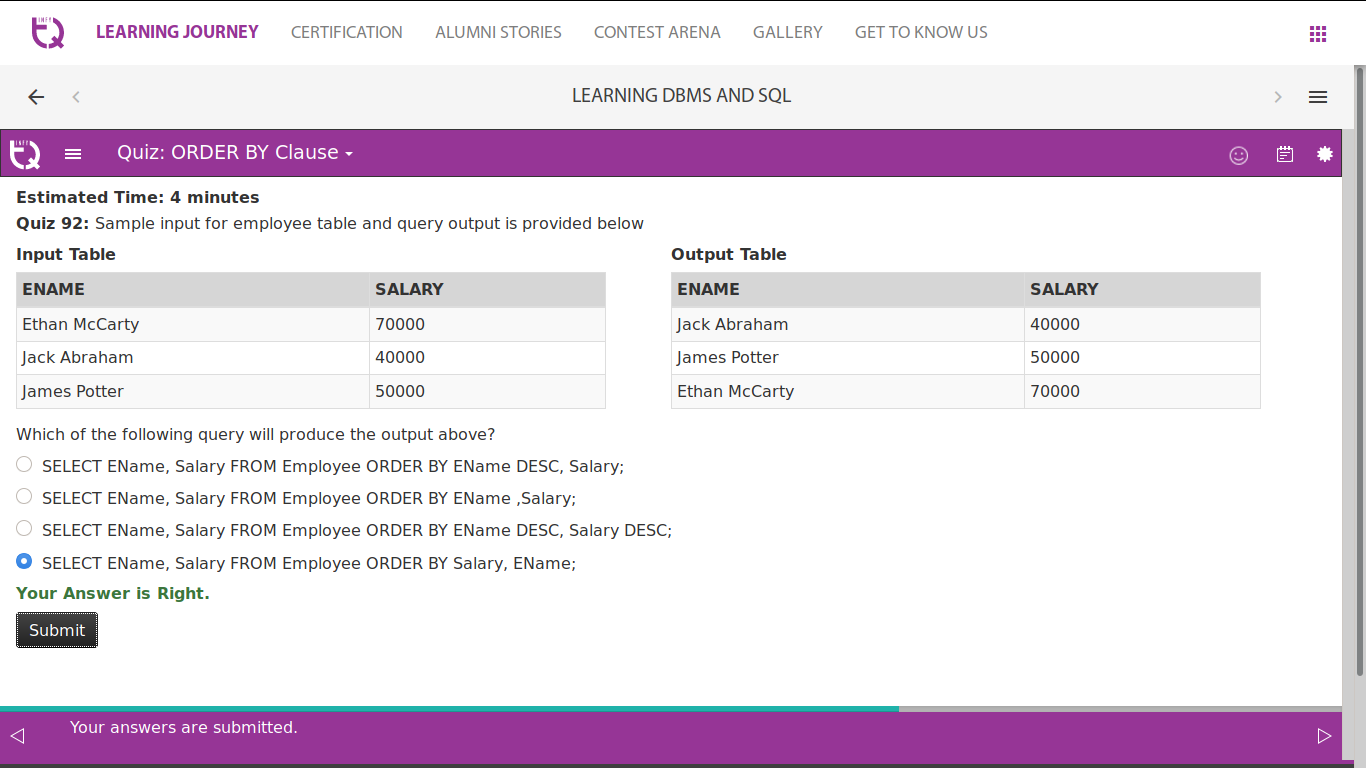 INFY
TQ
LEARNING JOURNEY CERTIFICATION ALUMNI STORIES CONTEST ARENA GALLERY GET TO KNOW US
LEARNING DBMS AND SQL
INFY
TQ
Quiz: ORDER BY Clause
Estimated Time: 4 minutes
Quiz 92: Sample input for employee table and query output is provided below
Input Table
ENAME SALARY
Ethan McCarty 70000
Jack Abraham 40000
James Potter 50000
Output Table
ENAME SALARY
Jack Abraham 40000
James Potter 50000
Ethan McCarty 70000
Which of the following query will produce the output above?
SELECT EName, Salary FROM Employee ORDER BY EName DESC, Salary;
SELECT EName, Salary FROM Employee ORDER BY EName ,Salary;
SELECT EName, Salary FROM Employee ORDER BY EName DESC, Salary DESC;
SELECT EName, Salary FROM Employee ORDER BY Salary, EName;
Your Answer is Right.
Submit
Your answers are submitted.